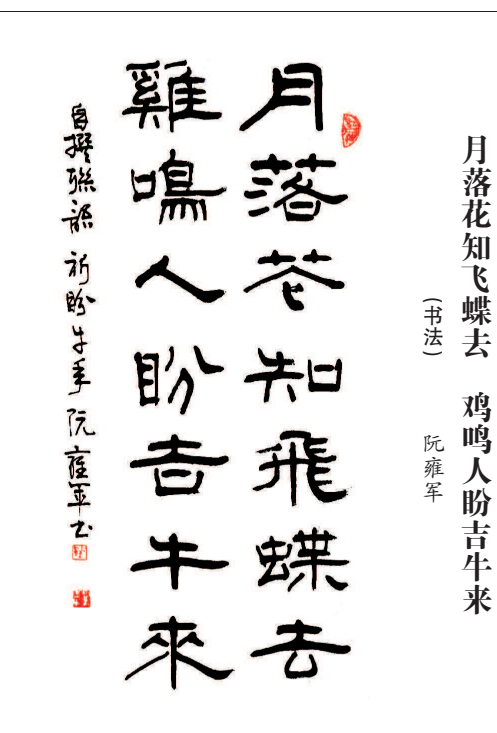 月落花知飞蝶去　鸡鸣人盼吉牛来
(书法)
阮雍军
月落花知飛蝶去
雞鳴人盼吉牛來
自撰聯語 祈盼牛年 阮雍軍书